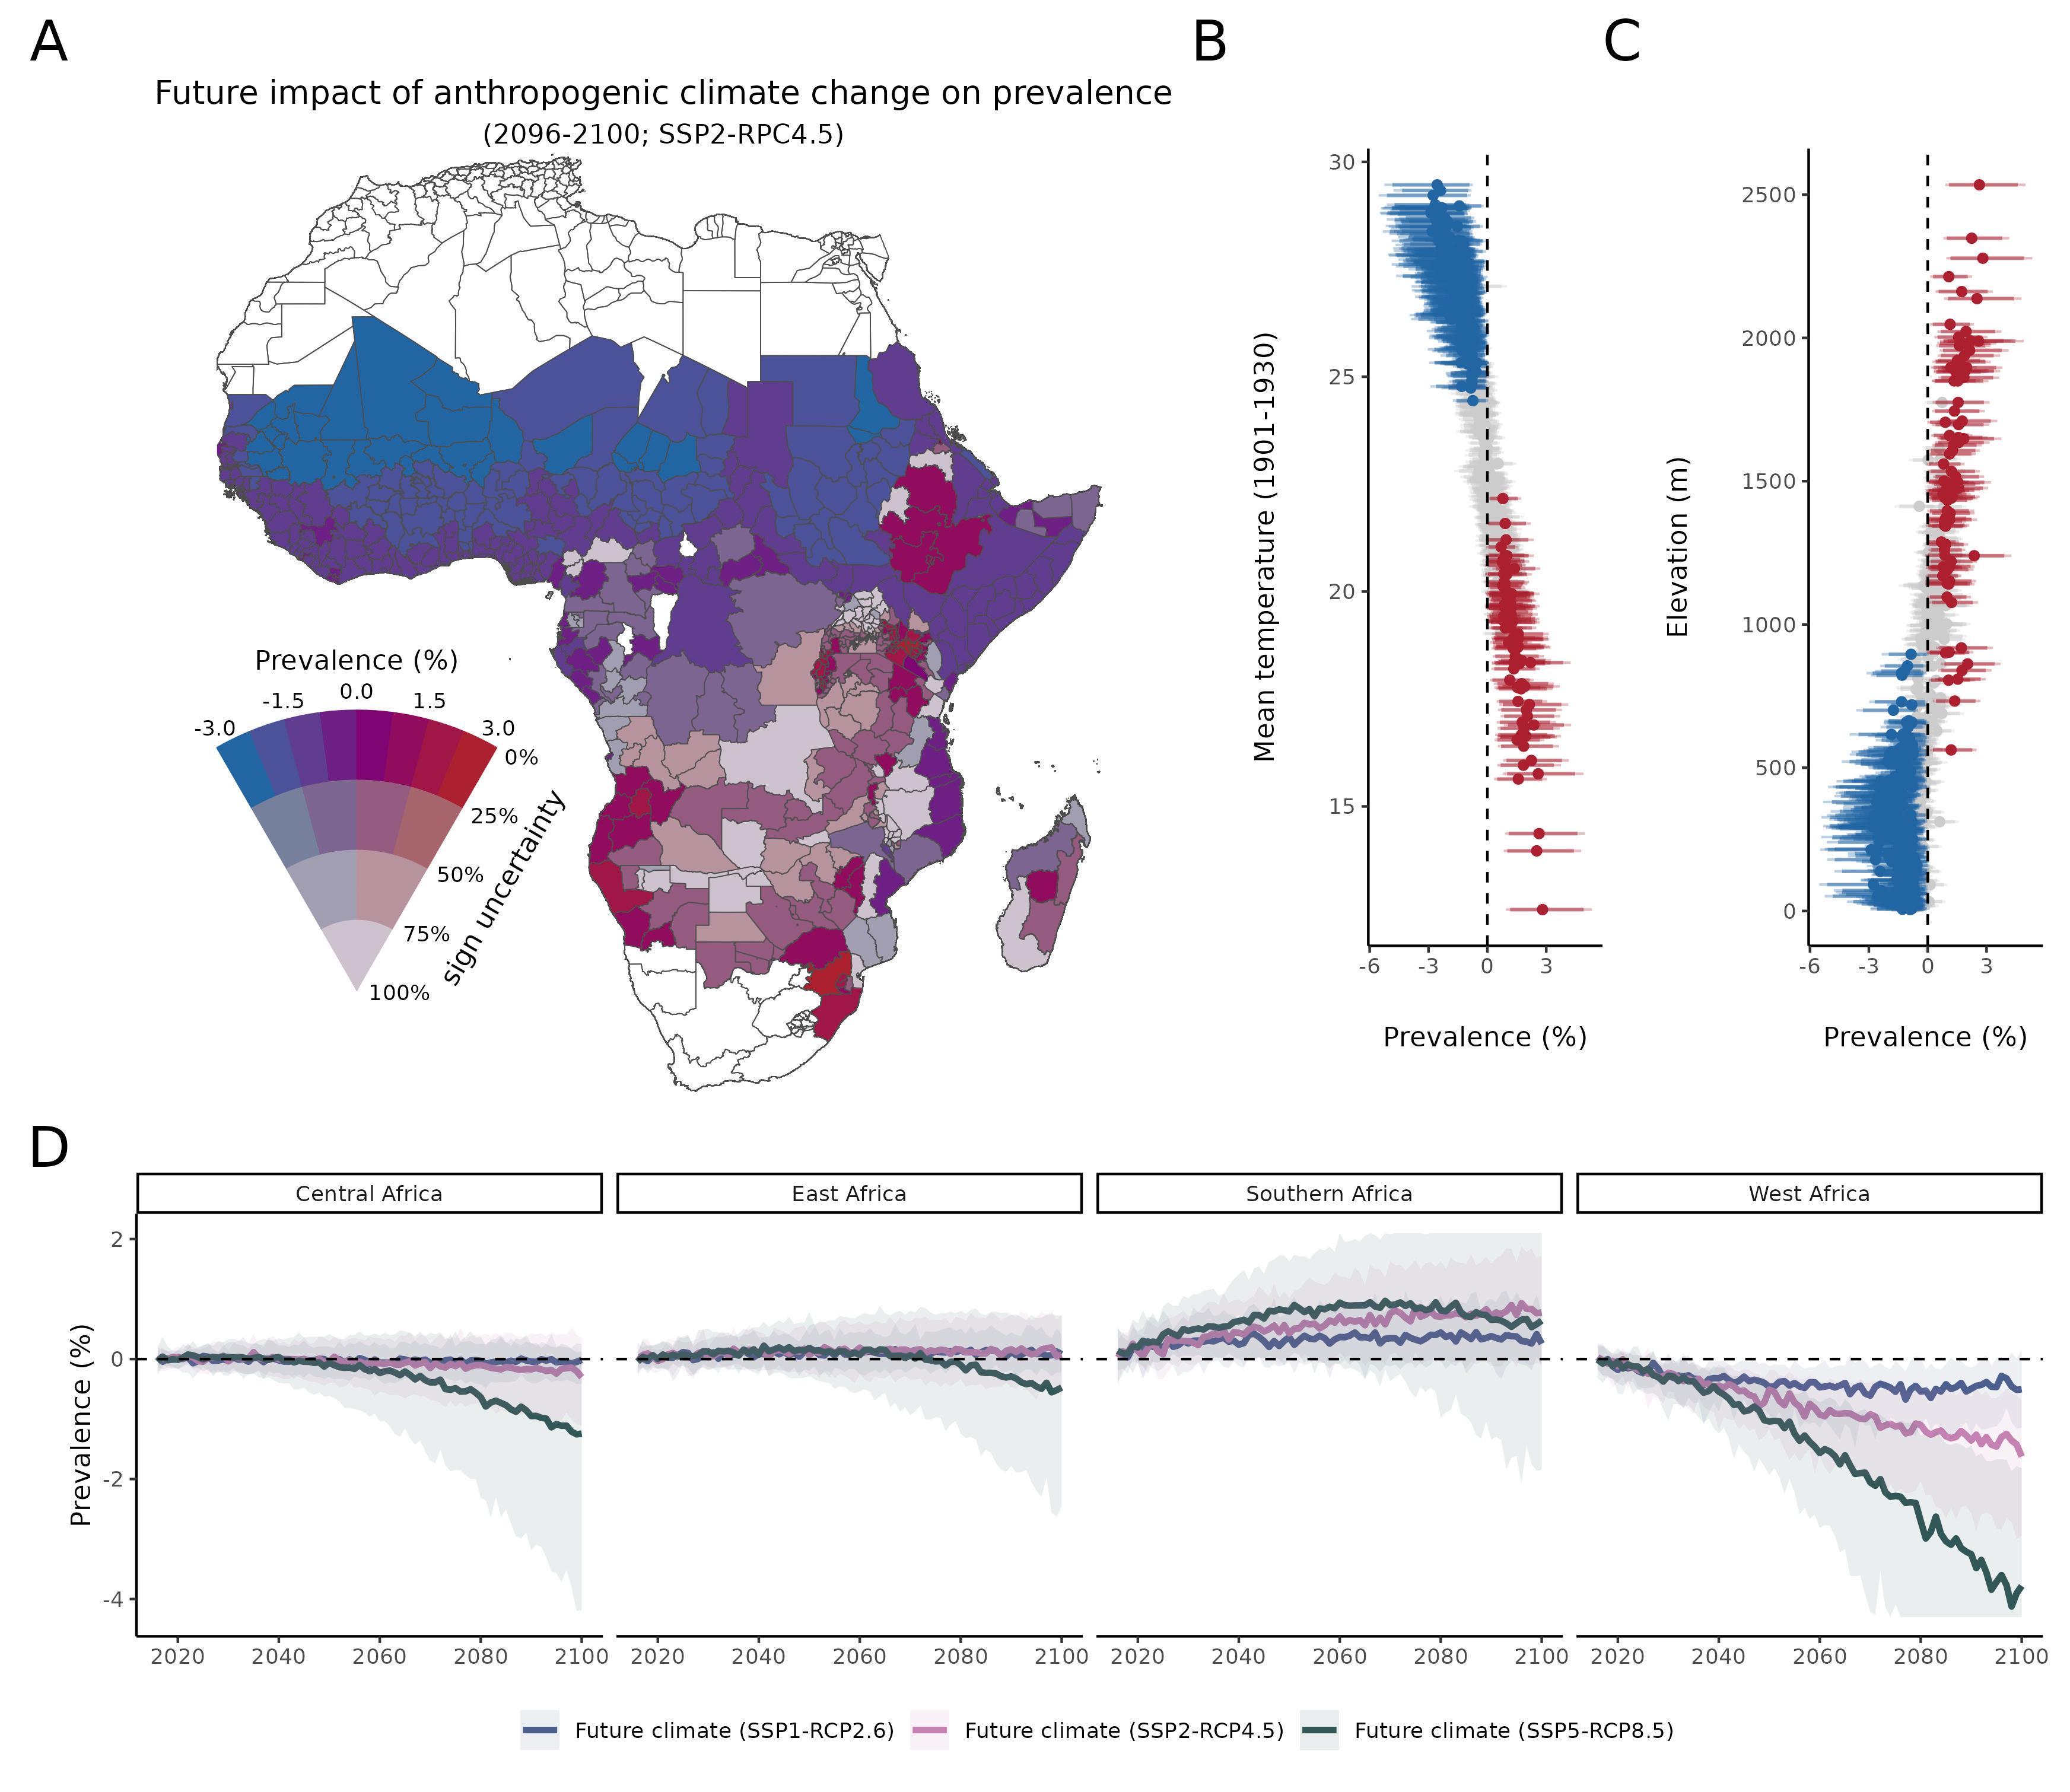 A
Future impact of anthropogenic climate change on prevalence
(2096-2100; SSP2-RPC4.5)
Prevalence (%)
-3.0
-1.5
0.0
1.5
3.0
0%
25%
50%
75%
100%
sign uncertainty
B
Mean temperature (1901-1930)
30
25
20
15
-6
-3
0
3
Prevalence (%)
C
Elevation (m)
2500
2000
1500
1000
500
0
-6
-3
0
3
Prevalence (%)
D
Central Africa
East Africa
Southern Africa
West Africa
Prevalence (%)
2
0
-2
-4
2020 2040 2060 2080 2100
2020 2040 2060 2080 2100
2020 2040 2060 2080 2100
2020 2040 2060 2080 2100
Future climate (SSP1-RCP2.6)
Future climate (SSP2-RCP4.5)
Future climate (SSP5-RCP8.5)